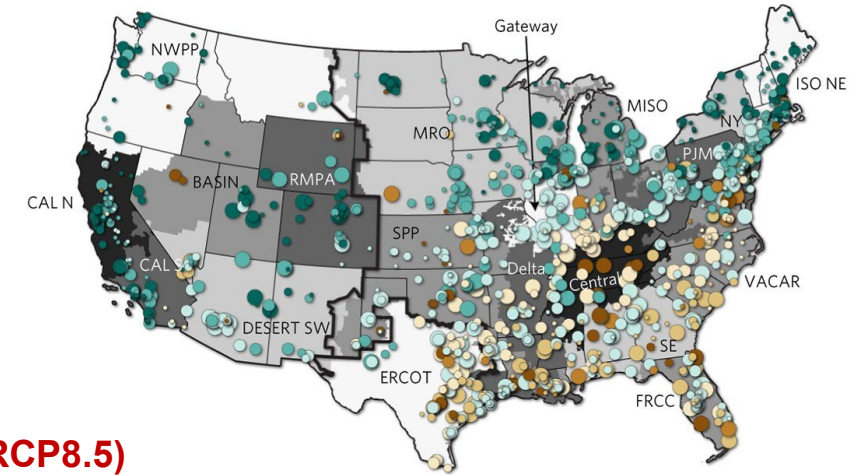 Gateway
NWPP
ISO NE
MISO
NY
MRO
PJM
BASIN
RMPA
CAL N
SPP
CAL S
Delta
Central
VACAR
DESERT SW
SE
ERCOT
FRCC
RCP8.5)